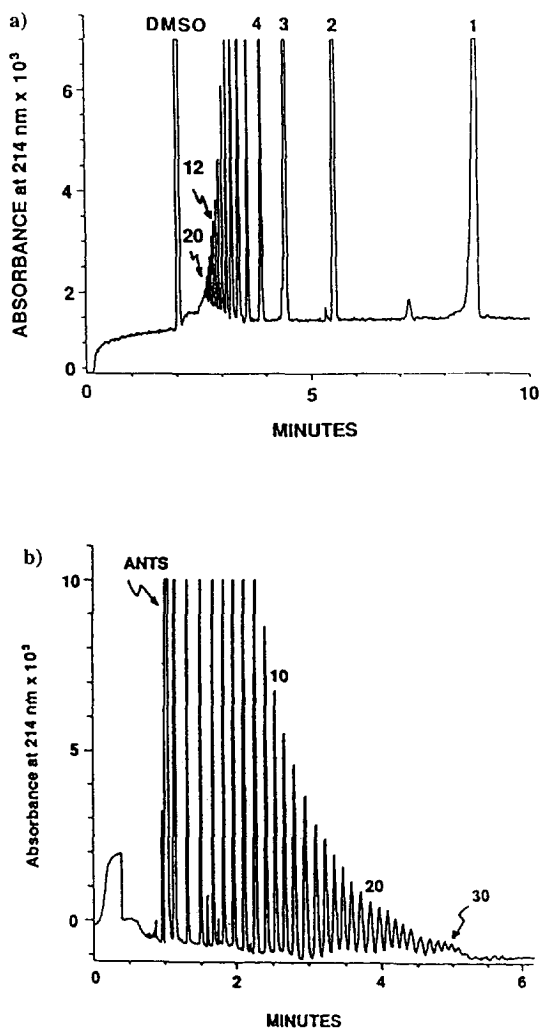 a)
DMSO 4 3 2 1
6
12
4
20
2
0
ABSORBANCE at 214 nm x 10³
0 5 10
MINUTES
b)
ANTS
10
10
5
20
30
0
Absorbance at 214 nm x 10³
0 2 4 6
MINUTES